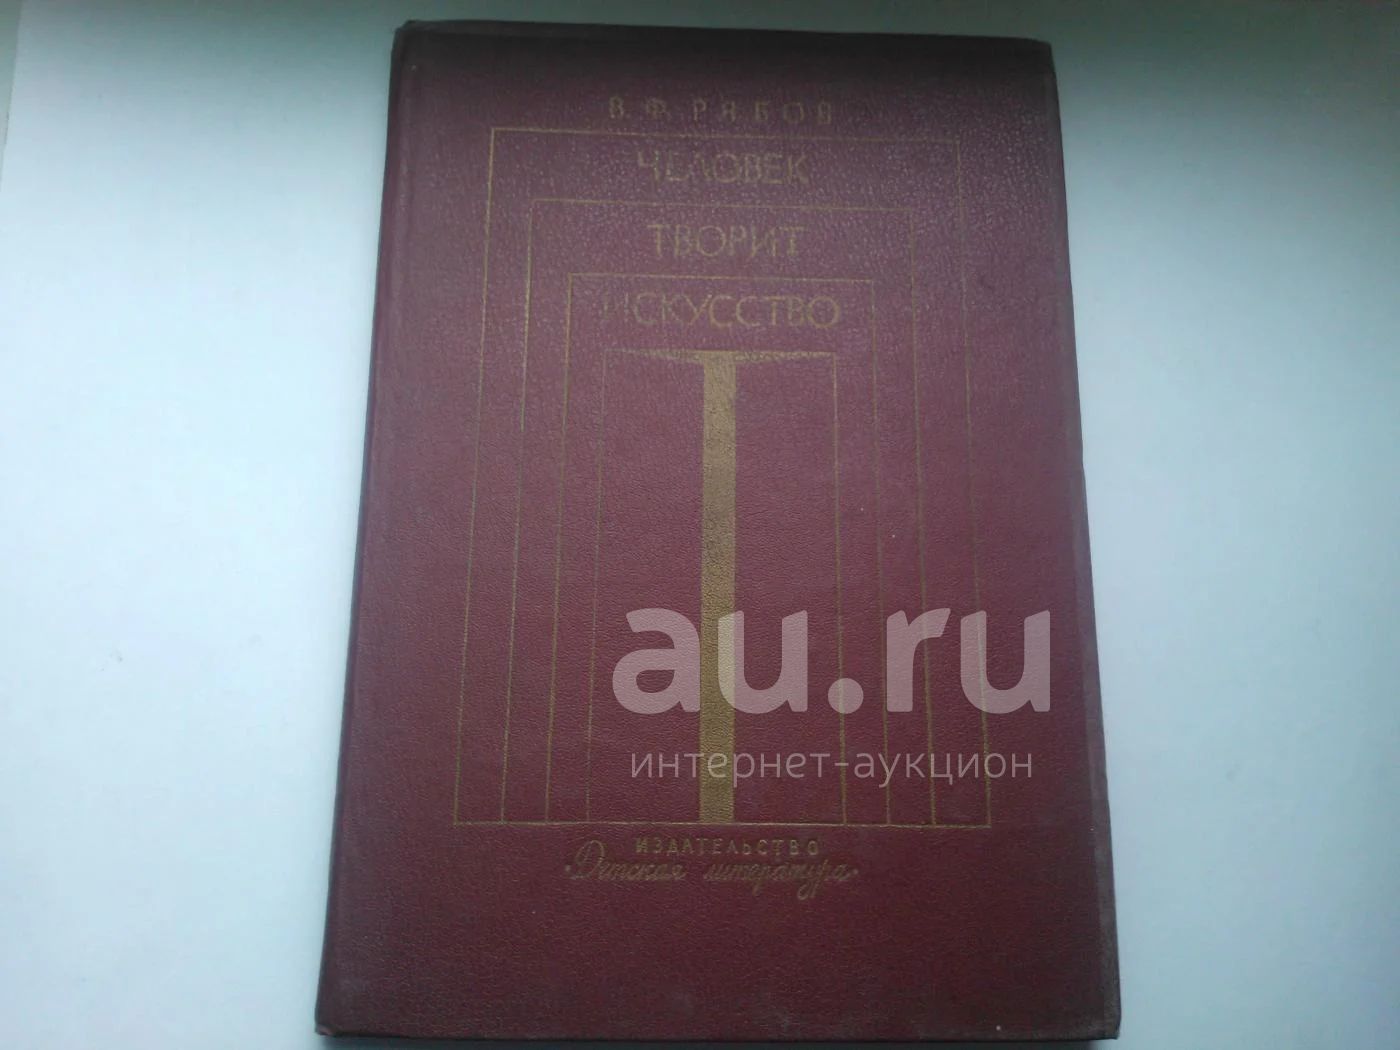 В. Ф. РЯБОВ
ЧЕЛОВЕК
ТВОРИТ
ИСКУССТВО
au.ru
интернет-аукцион
ИЗДАТЕЛЬСТВО
«Детская литература»